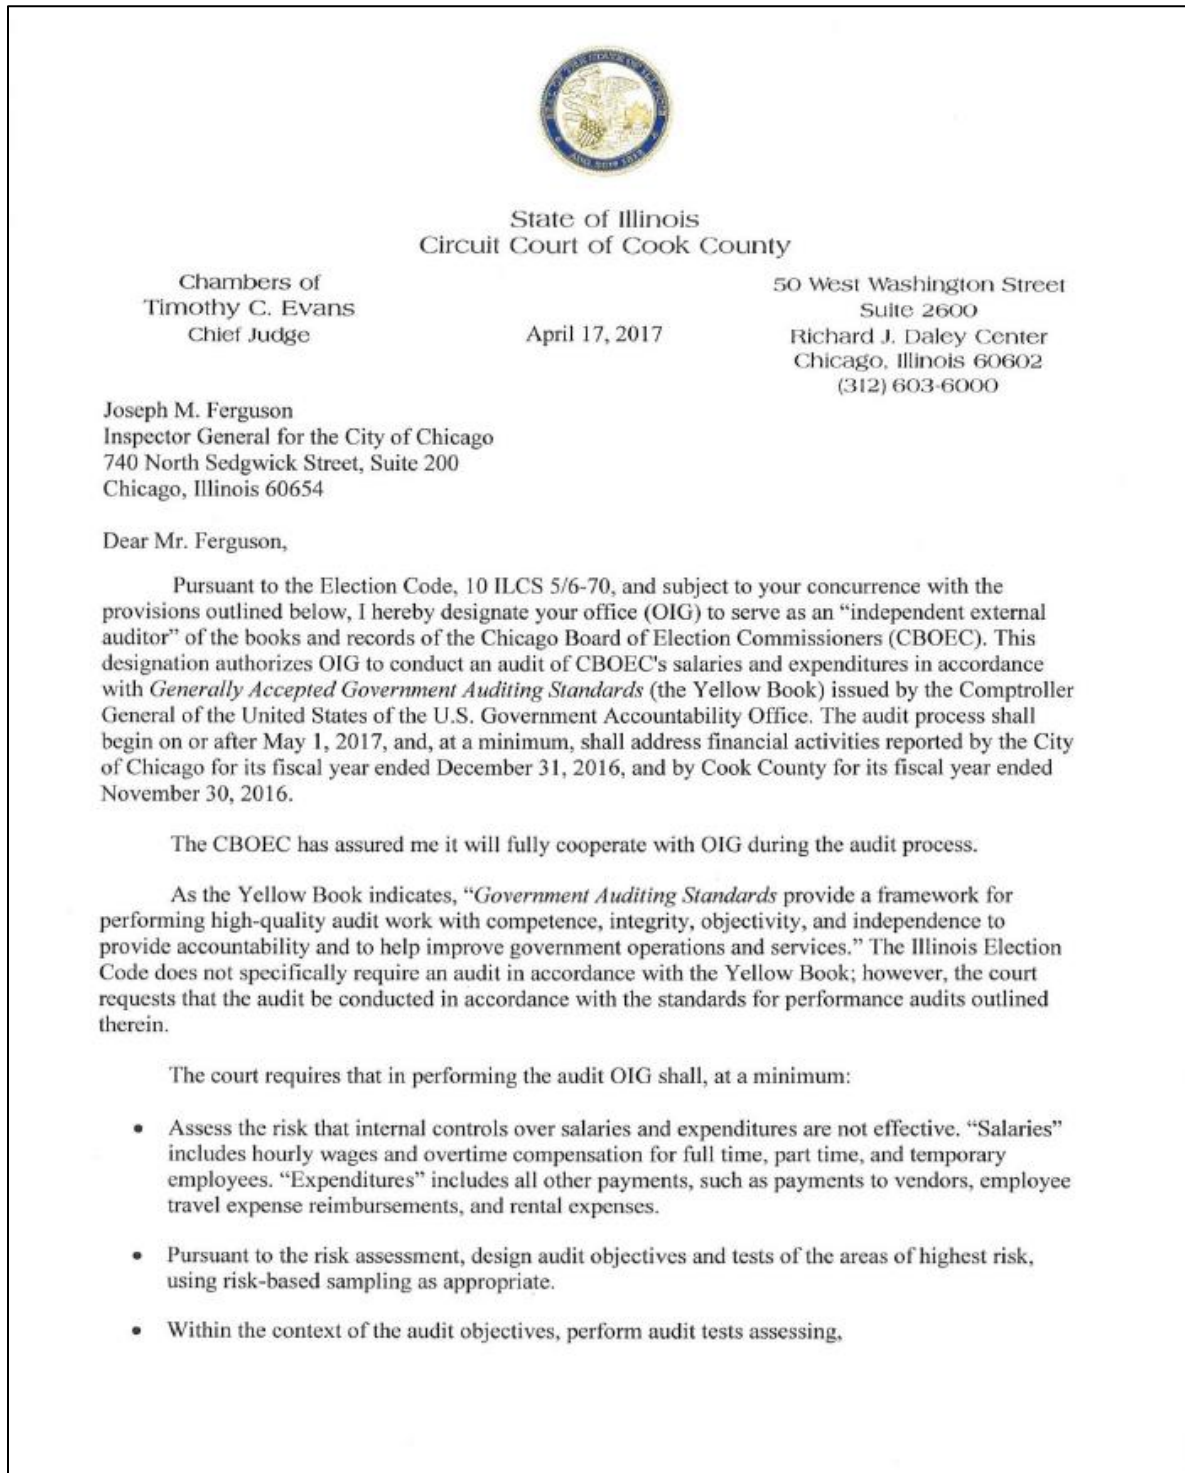 SEAL OF THE STATE OF ILLINOIS
AUG. 26TH 1818
State of Illinois
Circuit Court of Cook County
Chambers of
Timothy C. Evans
Chief Judge
April 17, 2017
50 West Washington Street
Suite 2600
Richard J. Daley Center
Chicago, Illinois 60602
(312) 603-6000
Joseph M. Ferguson
Inspector General for the City of Chicago
740 North Sedgwick Street, Suite 200
Chicago, Illinois 60654
Dear Mr. Ferguson,
Pursuant to the Election Code, 10 ILCS 5/6-70, and subject to your concurrence with the
provisions outlined below, I hereby designate your office (OIG) to serve as an “independent external
auditor” of the books and records of the Chicago Board of Election Commissioners (CBOEC). This
designation authorizes OIG to conduct an audit of CBOEC's salaries and expenditures in accordance
with Generally Accepted Government Auditing Standards (the Yellow Book) issued by the Comptroller
General of the United States of the U.S. Government Accountability Office. The audit process shall
begin on or after May 1, 2017, and, at a minimum, shall address financial activities reported by the City
of Chicago for its fiscal year ended December 31, 2016, and by Cook County for its fiscal year ended
November 30, 2016.
The CBOEC has assured me it will fully cooperate with OIG during the audit process.
As the Yellow Book indicates, “Government Auditing Standards provide a framework for
performing high-quality audit work with competence, integrity, objectivity, and independence to
provide accountability and to help improve government operations and services.” The Illinois Election
Code does not specifically require an audit in accordance with the Yellow Book; however, the court
requests that the audit be conducted in accordance with the standards for performance audits outlined
therein.
The court requires that in performing the audit OIG shall, at a minimum:
• Assess the risk that internal controls over salaries and expenditures are not effective. “Salaries”
includes hourly wages and overtime compensation for full time, part time, and temporary
employees. “Expenditures” includes all other payments, such as payments to vendors, employee
travel expense reimbursements, and rental expenses.
• Pursuant to the risk assessment, design audit objectives and tests of the areas of highest risk,
using risk-based sampling as appropriate.
• Within the context of the audit objectives, perform audit tests assessing,